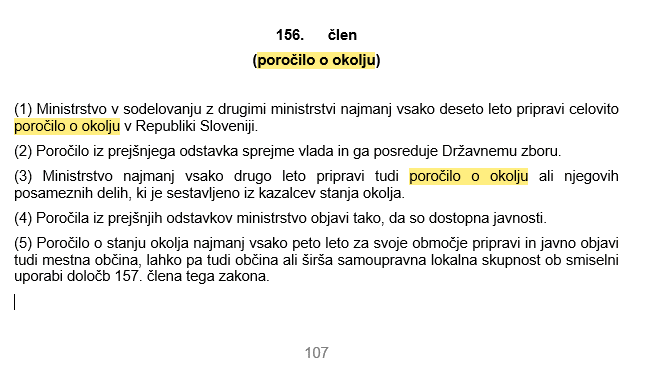 156. člen
(poročilo o okolju)
(1) Ministrstvo v sodelovanju z drugimi ministrstvi najmanj vsako deseto leto pripravi celovito
poročilo o okolju v Republiki Sloveniji.
(2) Poročilo iz prejšnjega odstavka sprejme vlada in ga posreduje Državnemu zboru.
(3) Ministrstvo najmanj vsako drugo leto pripravi tudi poročilo o okolju ali njegovih
posameznih delih, ki je sestavljeno iz kazalcev stanja okolja.
(4) Poročila iz prejšnjih odstavkov ministrstvo objavi tako, da so dostopna javnosti.
(5) Poročilo o stanju okolja najmanj vsako peto leto za svoje območje pripravi in javno objavi
tudi mestna občina, lahko pa tudi občina ali širša samoupravna lokalna skupnost ob smiselni
uporabi določb 157. člena tega zakona.
107